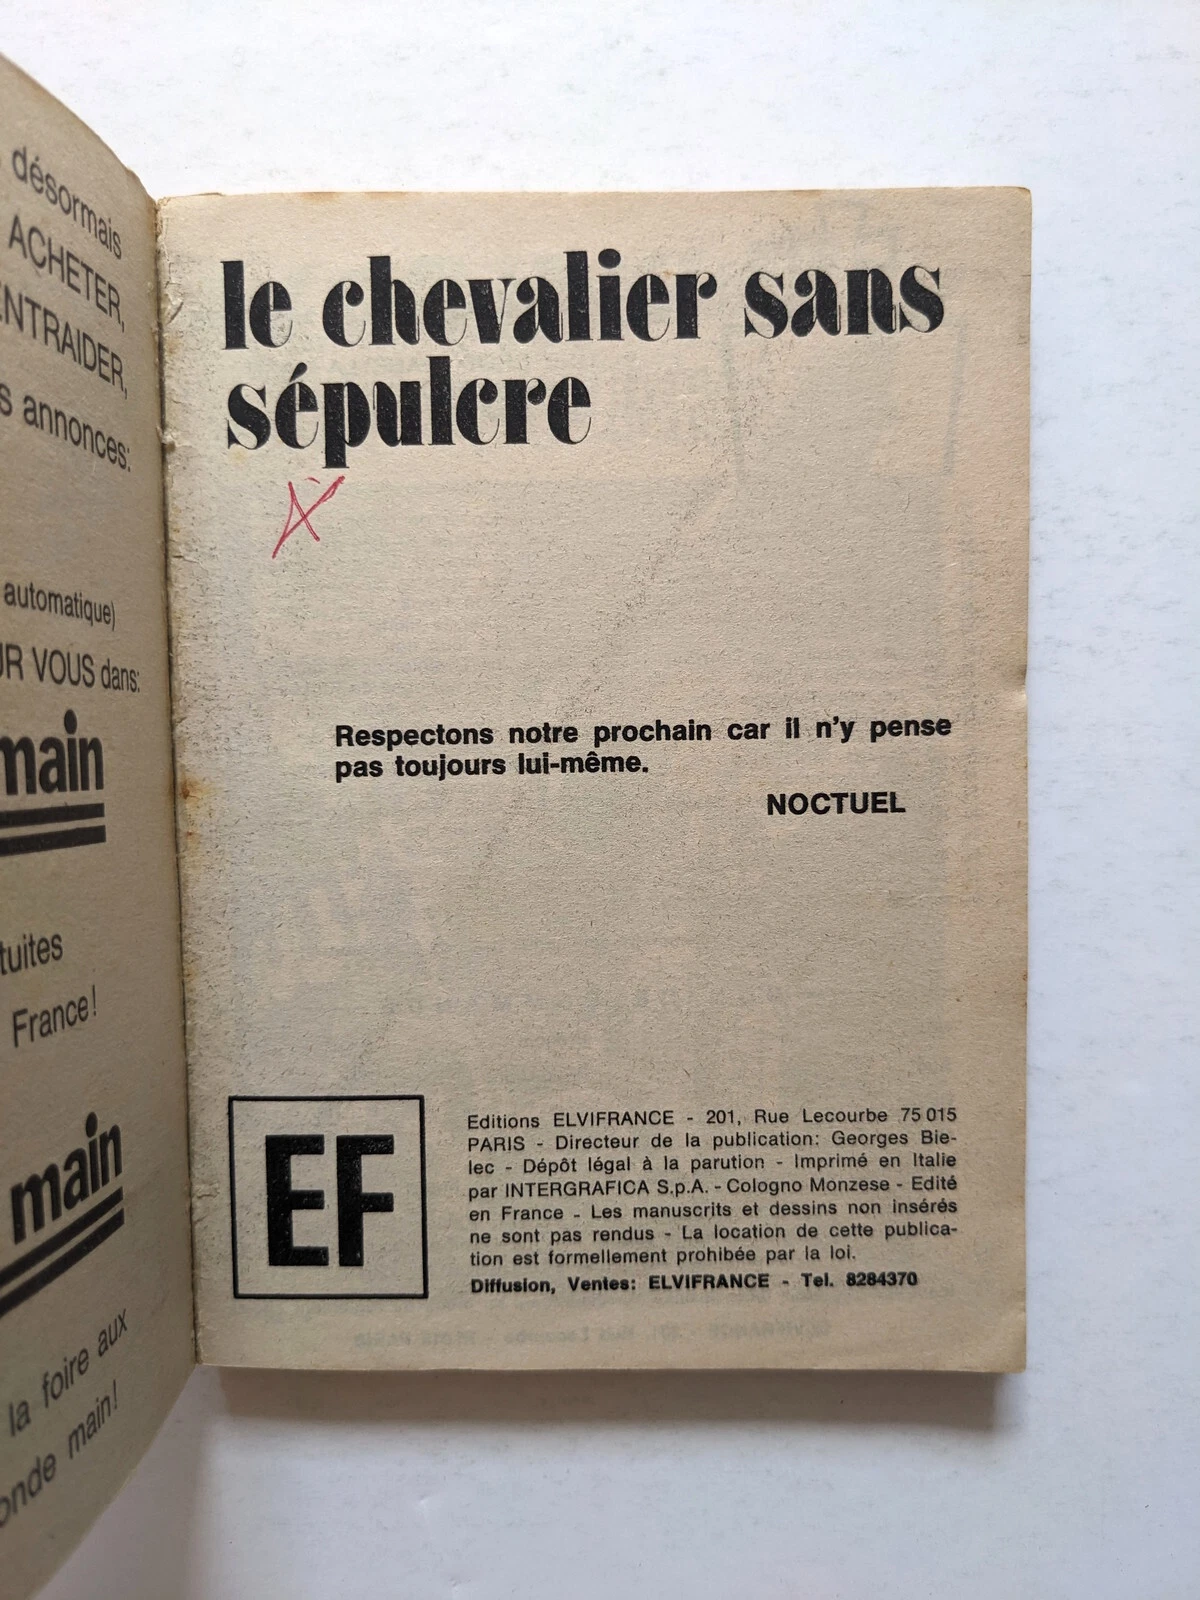 désormais
ACHETER,
ENTRAIDER,
annonces:
automatique)
VOUS dans:
main
France!
main
la foire aux
main!
le chevalier sans
sépulcre
Respectons notre prochain car il n'y pense
pas toujours lui-même.
NOCTUEL
EF
Editions ELVIFRANCE - 201, Rue Lecourbe 75 015
PARIS - Directeur de la publication: Georges Bie-
lec - Dépôt légal à la parution - Imprimé en Italie
par INTERGRAFICA S.p.A. - Cologno Monzese - Edité
en France - Les manuscrits et dessins non insérés
ne sont pas rendus - La location de cette publica-
tion est formellement prohibée par la loi.
Diffusion, Ventes: ELVIFRANCE - Tel. 8284370